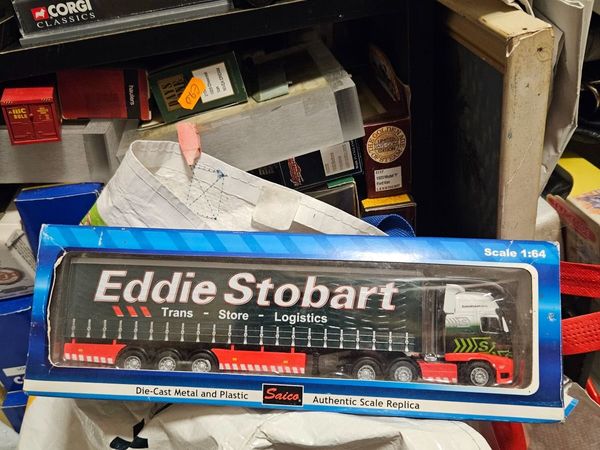 CORGI
CLASSICS
haulers
Scale 1:64
Eddie Stobart
Trans - Store - Logistics
Die-Cast Metal and Plastic
Saico
Authentic Scale Replica